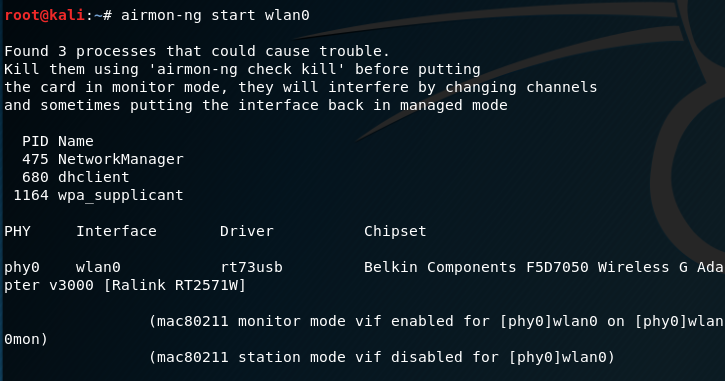 root@kali:~# airmon-ng start wlan0
Found 3 processes that could cause trouble.
Kill them using 'airmon-ng check kill' before putting
the card in monitor mode, they will interfere by changing channels
and sometimes putting the interface back in managed mode
PID Name
475 NetworkManager
680 dhclient
1164 wpa_supplicant
PHY Interface Driver Chipset
phy0 wlan0 rt73usb Belkin Components F5D7050 Wireless G Ada
pter v3000 [Ralink RT2571W]
(mac80211 monitor mode vif enabled for [phy0]wlan0 on [phy0]wlan
0mon)
(mac80211 station mode vif disabled for [phy0]wlan0)